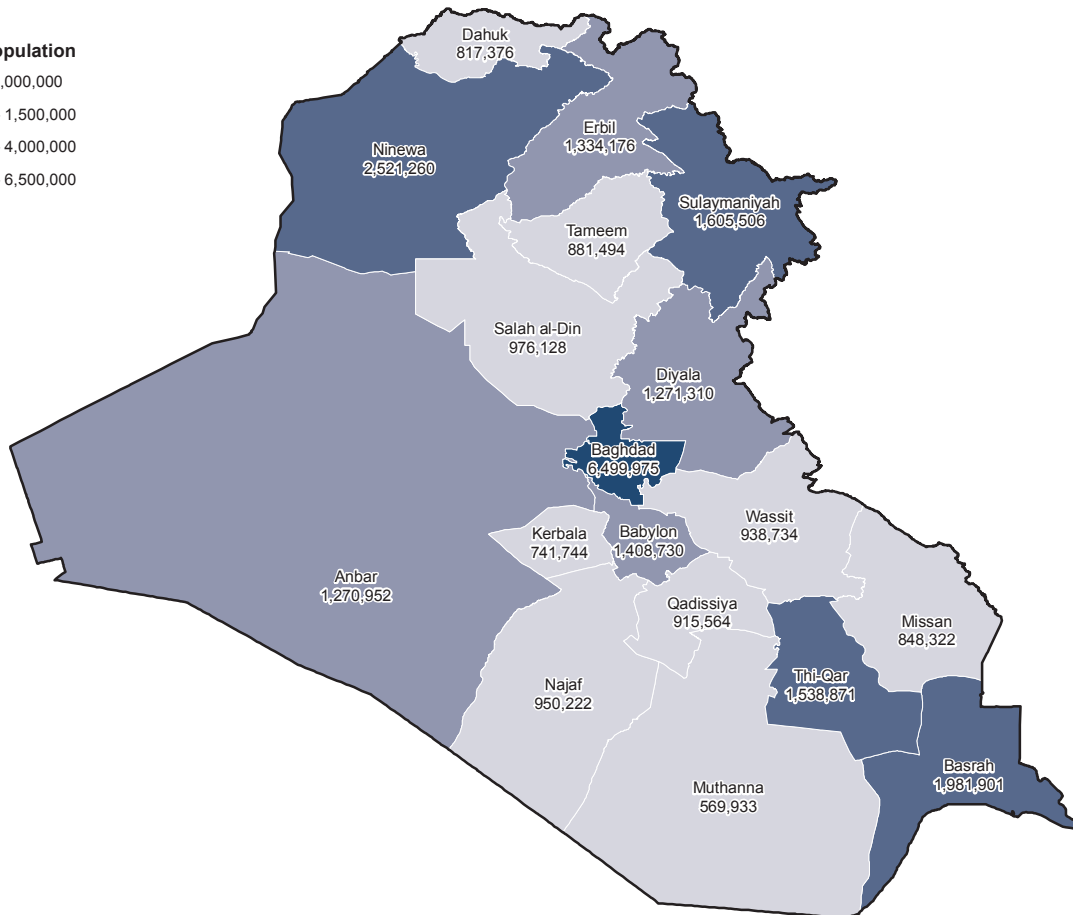 opulation
,000,000
1,500,000
4,000,000
6,500,000
Dahuk
817,376
Erbil
1,334,176
Ninewa
2,521,260
Sulaymaniyah
1,605,506
Tameem
881,494
Salah al-Din
976,128
Diyala
1,271,310
Baghdad
6,499,975
Wassit
938,734
Kerbala
741,744
Babylon
1,408,730
Anbar
1,270,952
Qadissiya
915,564
Missan
848,322
Najaf
950,222
Thi-Qar
1,538,871
Basrah
1,981,901
Muthanna
569,933